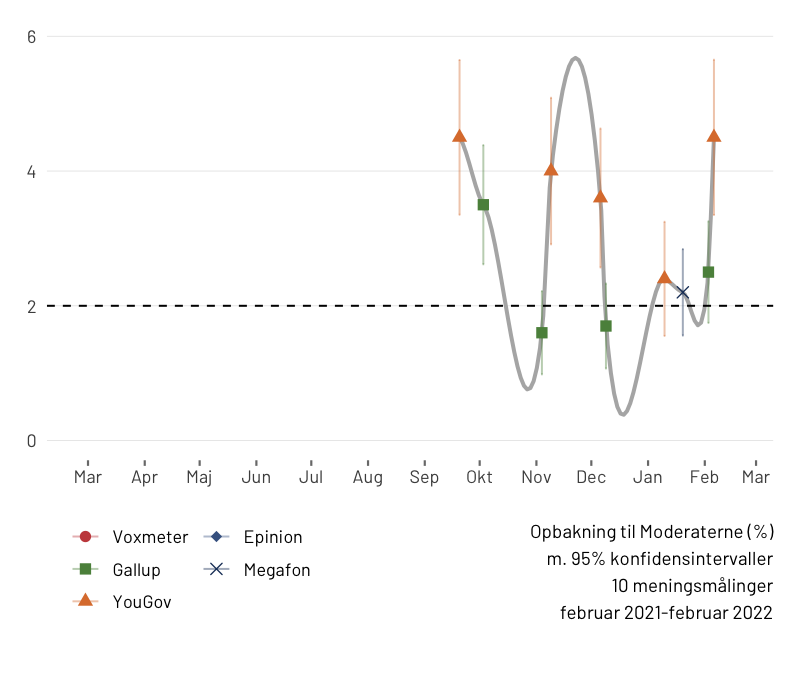 6
4
2
0
Mar Apr Maj Jun Jul Aug Sep Okt Nov Dec Jan Feb Mar
Voxmeter Epinion
Gallup Megafon
YouGov
Opbakning til Moderaterne (%)
m. 95% konfidensintervaller
10 meningsmålinger
februar 2021-februar 2022